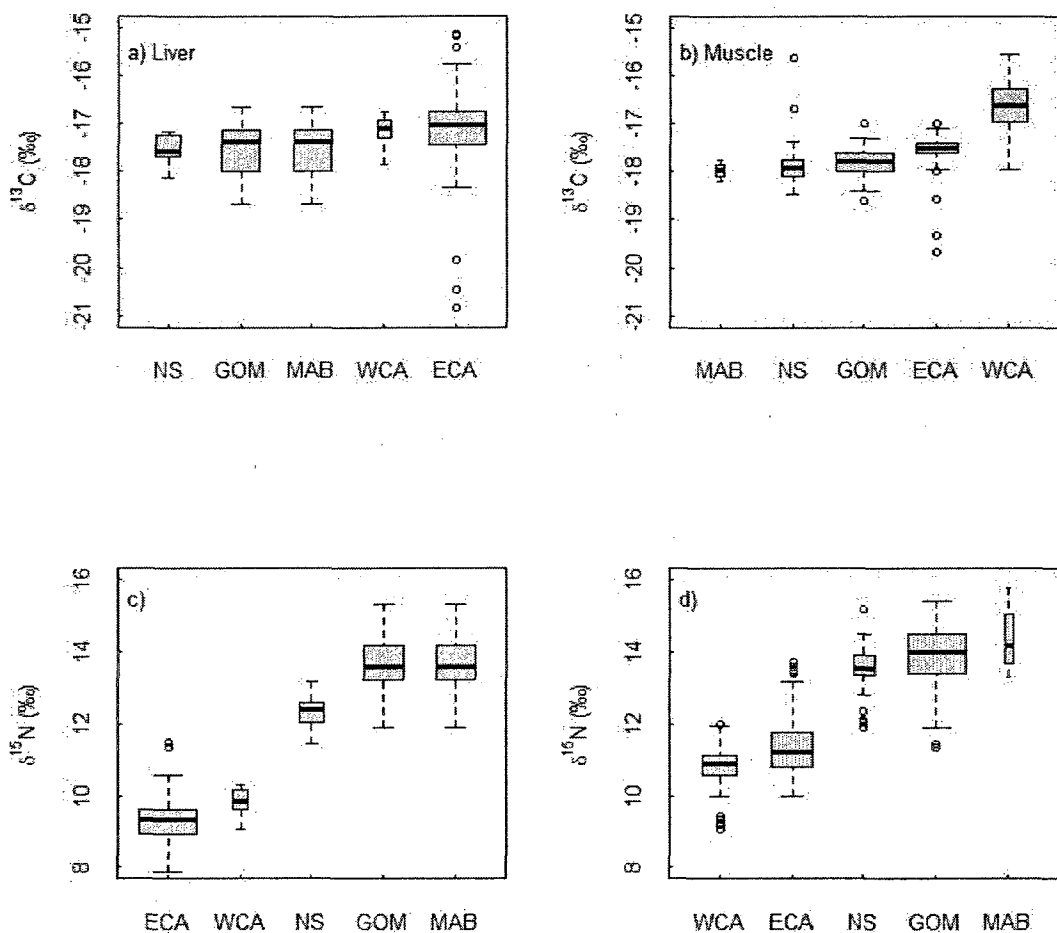 a) Liver
δ13C (‰)
-15
-16
-17
-18
-19
-20
-21
NS GOM MAB WCA ECA
b) Muscle
δ13C (‰)
-15
-16
-17
-18
-19
-20
-21
MAB NS GOM ECA WCA
c)
δ15N (‰)
16
14
12
10
8
ECA WCA NS GOM MAB
d)
δ15N (‰)
16
14
12
10
8
WCA ECA NS GOM MAB